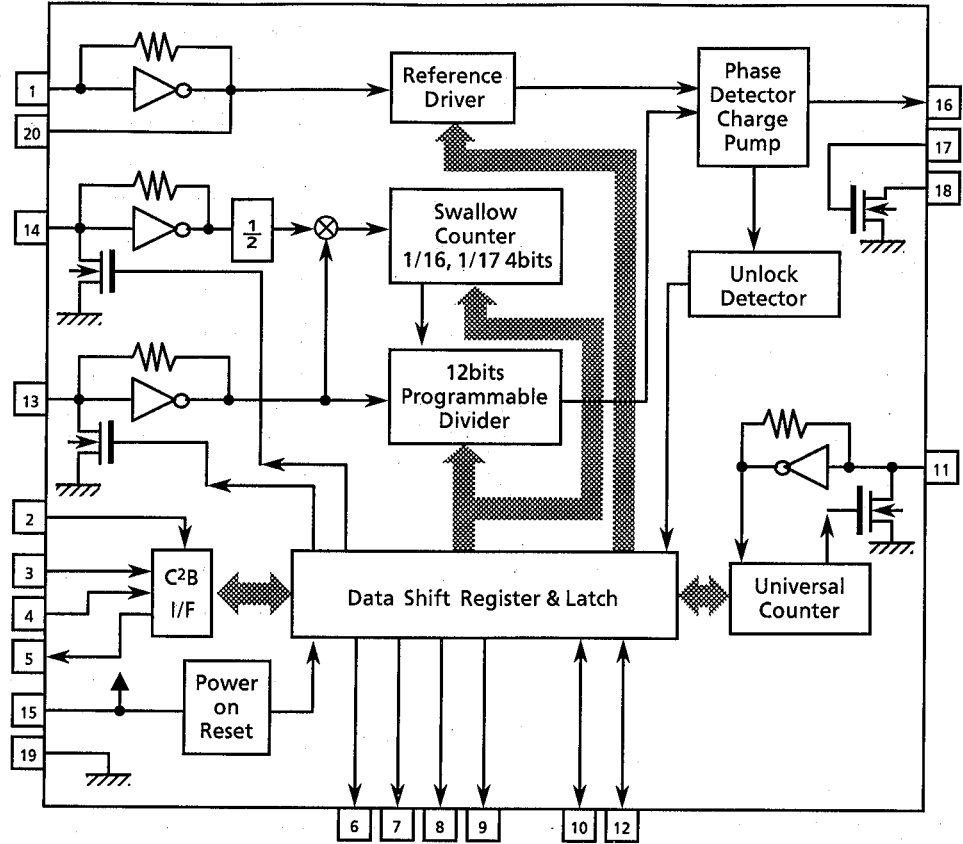 1
20
14
13
2
3
4
5
15
19
Reference
Driver
Phase
Detector
Charge
Pump
16
17
18
1
2
Swallow
Counter
1/16, 1/17 4bits
Unlock
Detector
12bits
Programmable
Divider
11
C²B
I/F
Data Shift Register & Latch
Universal
Counter
Power
on
Reset
6
7
8
9
10
12